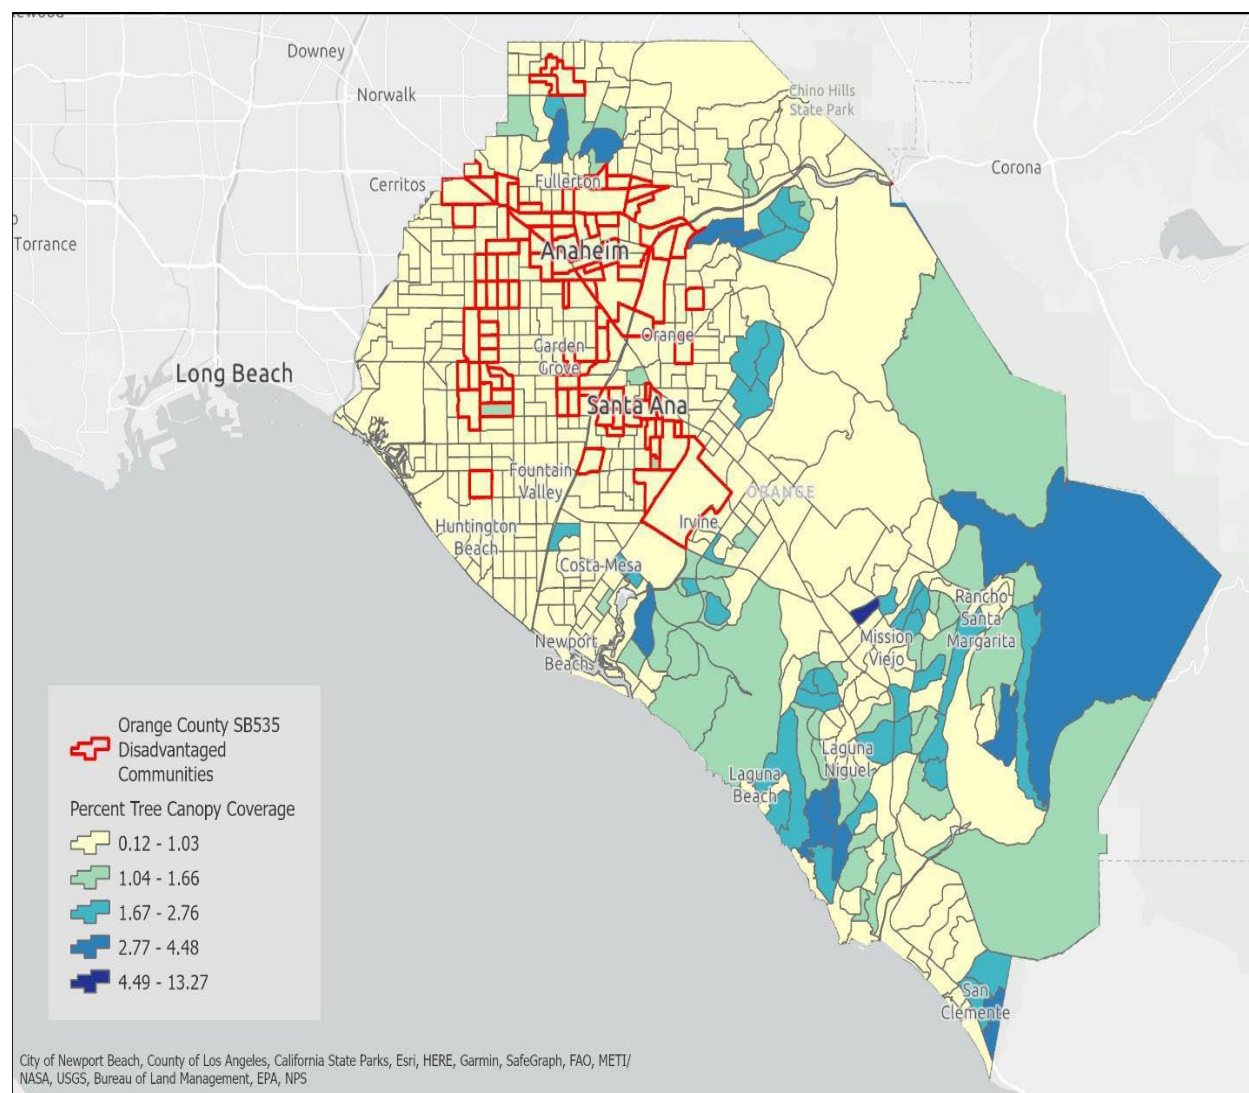 ewood
Downey
Norwalk
Chino Hills
State Park
Corona
Cerritos
Fullerton
Torrance
Anaheim
Orange
Garden
Grove
Long Beach
Santa Ana
Fountain
Valley
ORANGE
Irvine
Huntington
Beach
Costa Mesa
Rancho
Santa
Margarita
Mission
Viejo
Newport
Beachs
Laguna
Niguel
Laguna
Beach
San
Clemente
Orange County SB535
Disadvantaged
Communities
Percent Tree Canopy Coverage
0.12 - 1.03
1.04 - 1.66
1.67 - 2.76
2.77 - 4.48
4.49 - 13.27
City of Newport Beach, County of Los Angeles, California State Parks, Esri, HERE, Garmin, SafeGraph, FAO, METI/
NASA, USGS, Bureau of Land Management, EPA, NPS